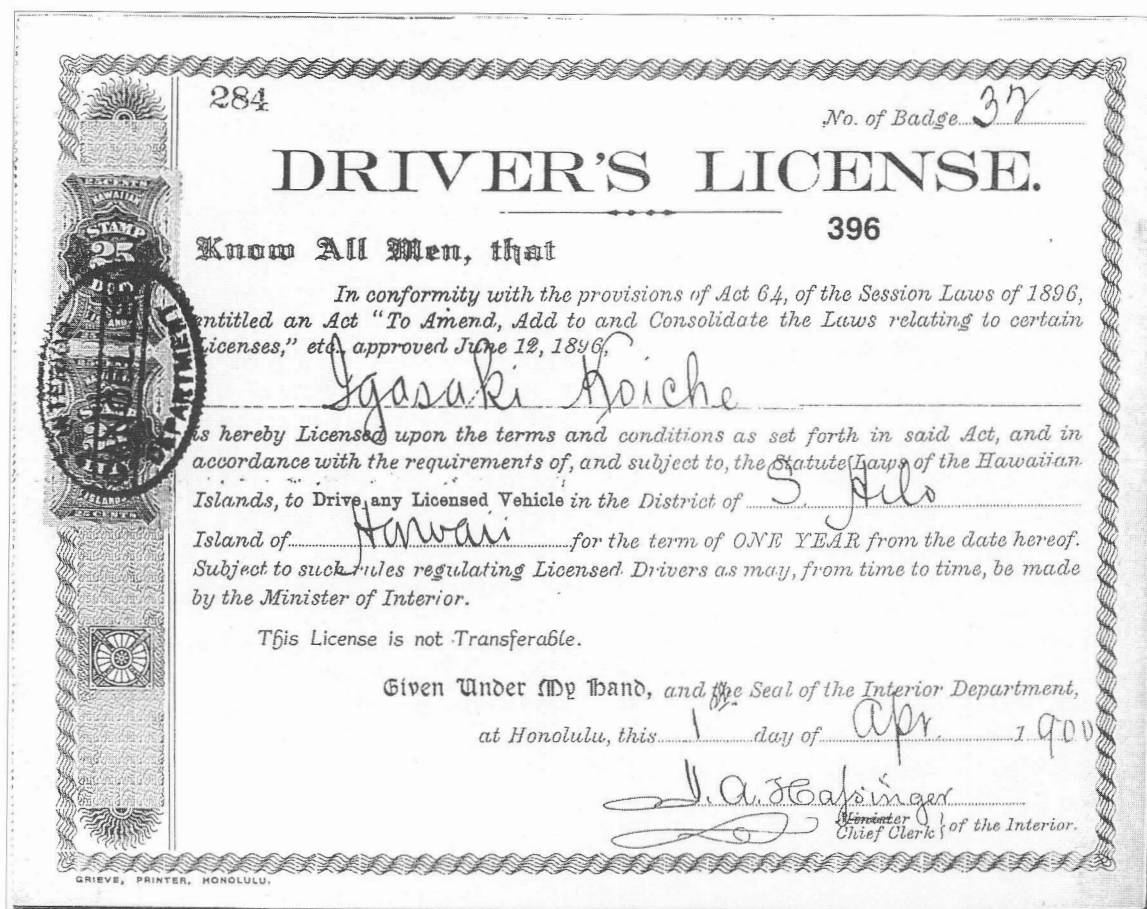 284
No. of Badge 37
DRIVER'S LICENSE.
396
Know All Men, that
In conformity with the provisions of Act 64, of the Session Laws of 1896,
entitled an Act "To Amend, Add to and Consolidate the Laws relating to certain
Licenses," etc., approved June 12, 1896,
Igasaki Koiche
is hereby Licensed upon the terms and conditions as set forth in said Act, and in
accordance with the requirements of, and subject to, the Statute Laws of the Hawaiian
Islands, to Drive any Licensed Vehicle in the District of S. Hilo
Island of Hawaii for the term of ONE YEAR from the date hereof.
Subject to such rules regulating Licensed Drivers as may, from time to time, be made
by the Minister of Interior.
This License is not Transferable.
Given Under My Hand, and the Seal of the Interior Department,
at Honolulu, this 1 day of Apr. 1900
J. A. Hassinger
Minister
Chief Clerk } of the Interior.
GRIEVE, PRINTER, HONOLULU.
HAWAIIAN
STAMP
25
INTERIOR DEPARTMENT
ISLANDS